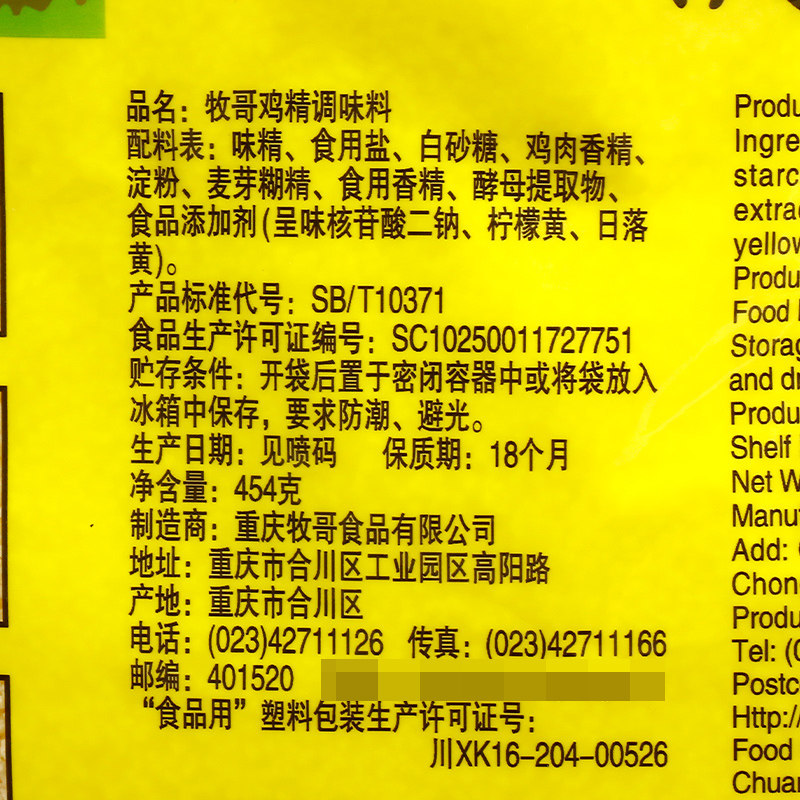 品名：牧哥鸡精调味料
配料表：味精、食用盐、白砂糖、鸡肉香精、
淀粉、麦芽糊精、食用香精、酵母提取物、
食品添加剂(呈味核苷酸二钠、柠檬黄、日落
黄)。
产品标准代号：SB/T10371
食品生产许可证编号：SC10250011727751
贮存条件：开袋后置于密闭容器中或将袋放入
冰箱中保存，要求防潮、避光。
生产日期：见喷码 保质期：18个月
净含量：454克
制造商：重庆牧哥食品有限公司
地址：重庆市合川区工业园区高阳路
产地：重庆市合川区
电话：(023)42711126 传真：(023)42711166
邮编：401520
“食品用”塑料包装生产许可证号：
川XK16-204-00526
Produ
Ingre
starc
extra
yellow
Produ
Food
Storag
and d
Produ
Shelf
Net W
Manu
Add:
Chon
Produ
Tel: (0
Postc
Http:/
Food
Chua